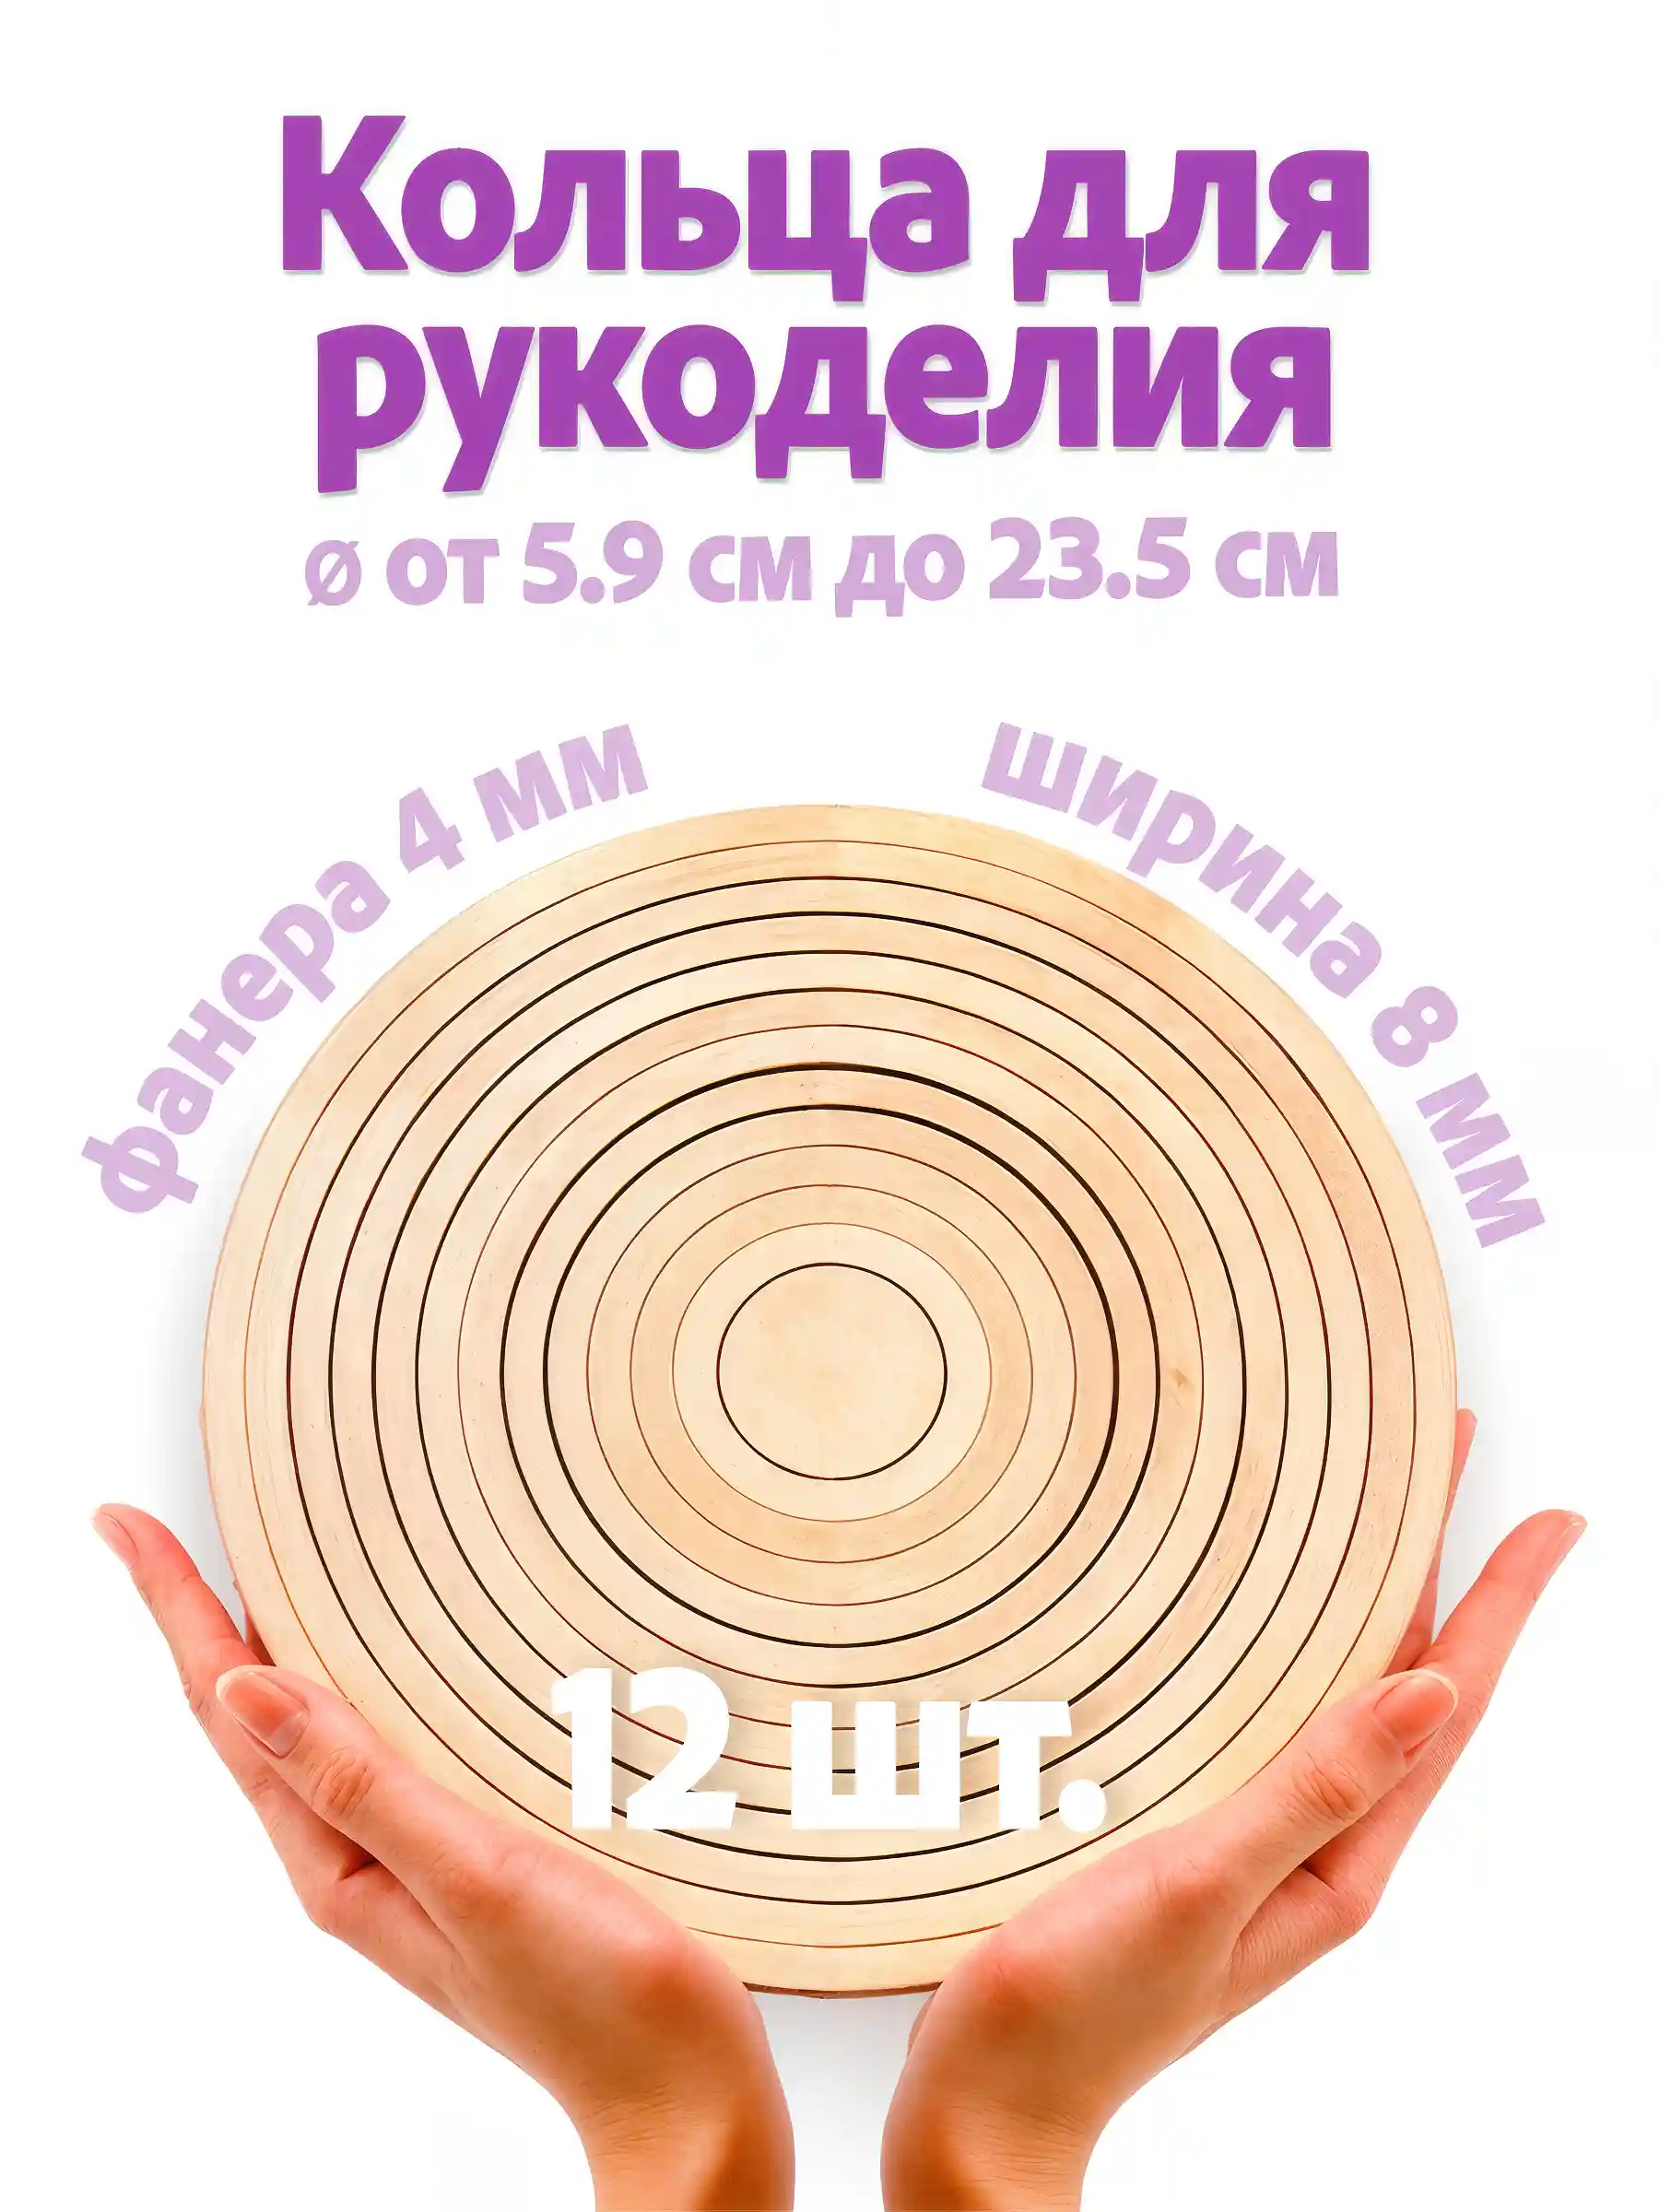 Кольца для
рукоделия
ø от 5.9 см до 23.5 см
фанера 4 мм
ширина 8 мм
12 шт.